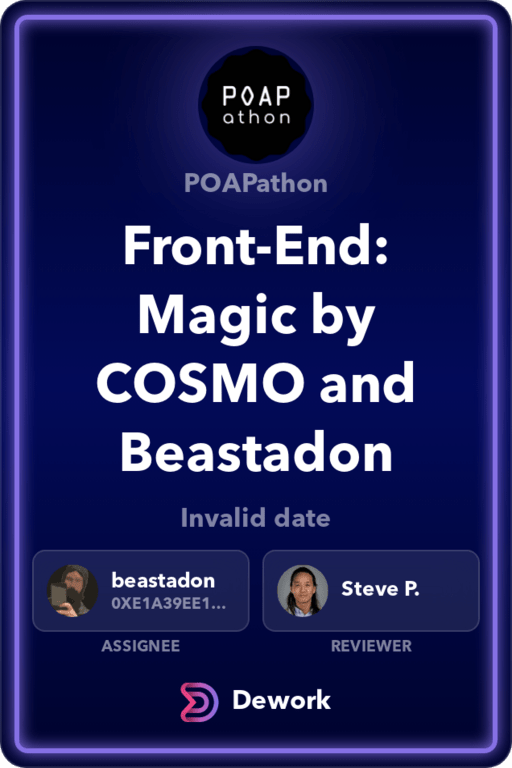 POAP
athon
POAPathon
Front-End:
Magic by
COSMO and
Beastadon
Invalid date
beastadon
0XE1A39EE1...
Steve P.
ASSIGNEE
REVIEWER
Dework